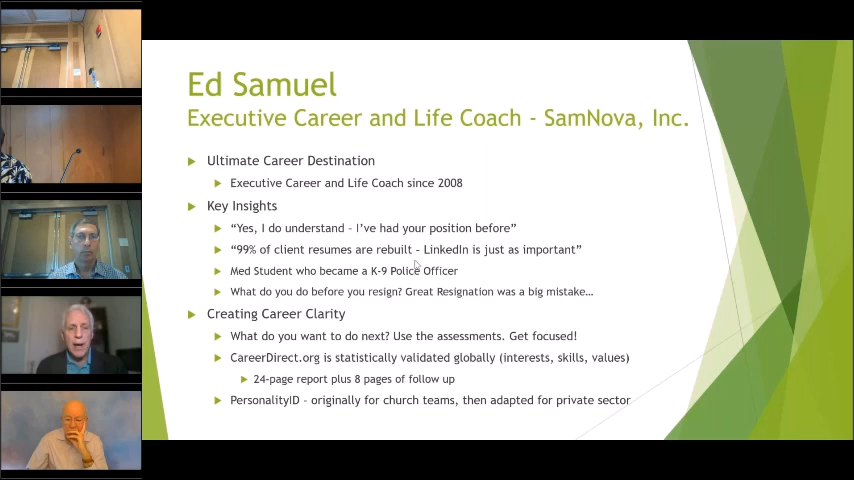 Ed Samuel
Executive Career and Life Coach - SamNova, Inc.
Ultimate Career Destination
Executive Career and Life Coach since 2008
Key Insights
“Yes, I do understand – I’ve had your position before”
“99% of client resumes are rebuilt – LinkedIn is just as important”
Med Student who became a K-9 Police Officer
What do you do before you resign? Great Resignation was a big mistake…
Creating Career Clarity
What do you want to do next? Use the assessments. Get focused!
CareerDirect.org is statistically validated globally (interests, skills, values)
24-page report plus 8 pages of follow up
PersonalityID – originally for church teams, then adapted for private sector